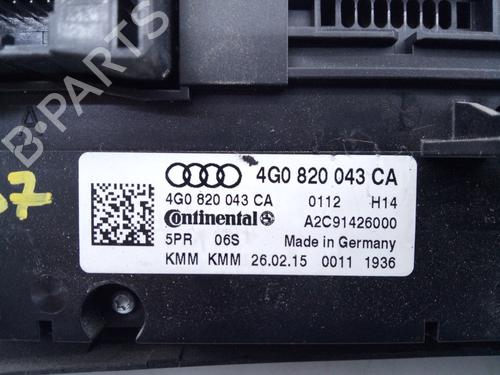 4G0 820 043 CA
4G0 820 043 CA 0112 H14
Continental A2C91426000
5PR 06S Made in Germany
KMM KMM 26.02.15 0011 1936
B-PARTS